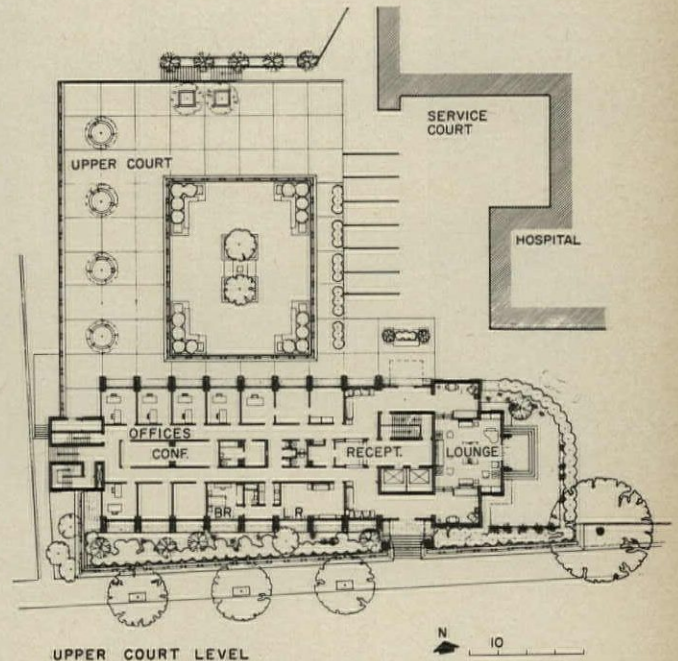 SERVICE
COURT
UPPER COURT
HOSPITAL
OFFICES
CONF.
RECEPT.
LOUNGE
BR.
L.R.
UPPER COURT LEVEL
N
10